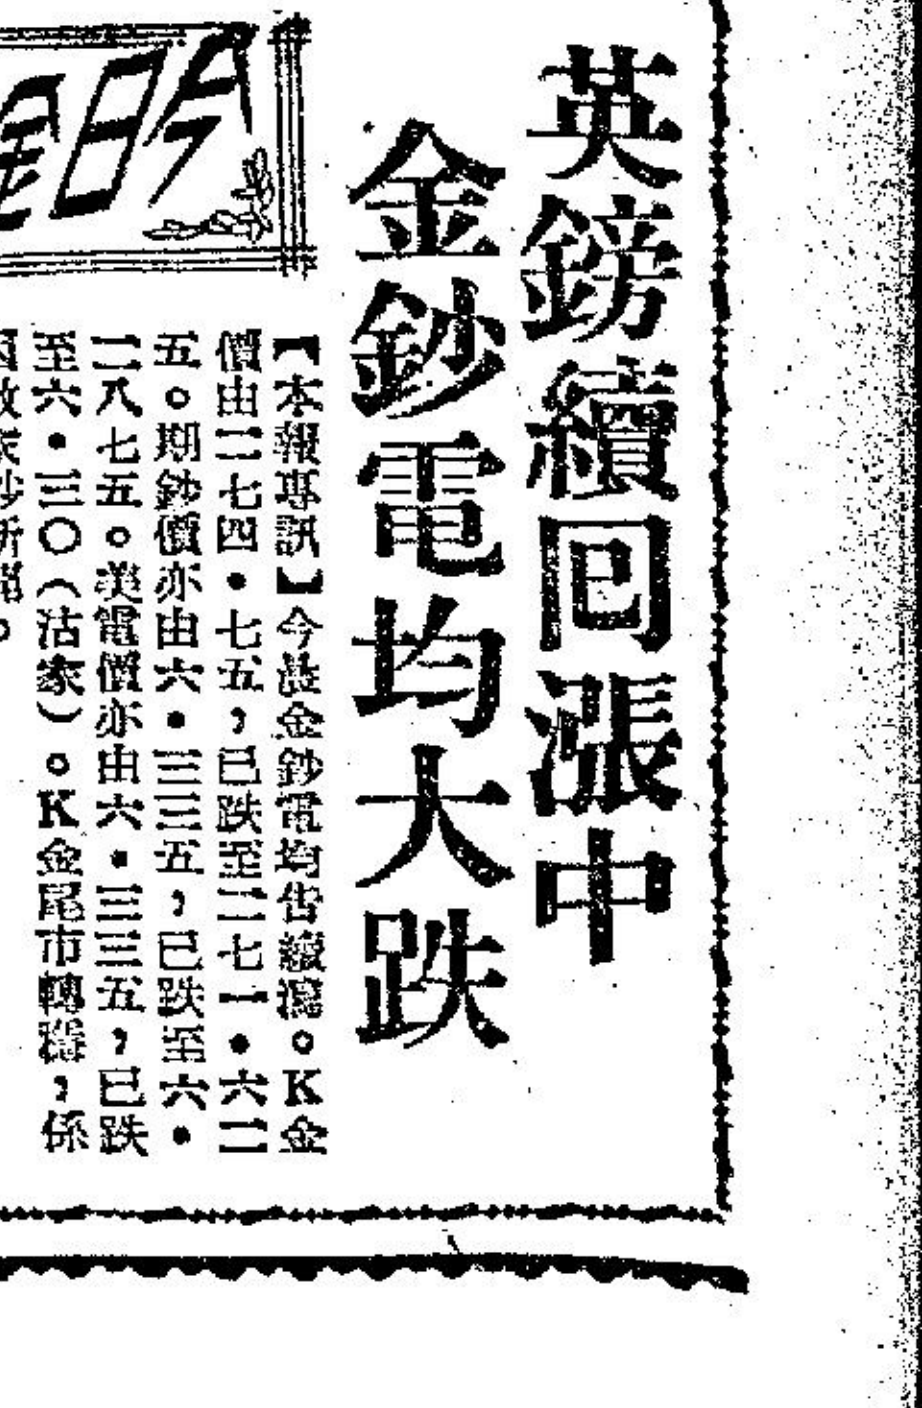 英鎊續回漲中
金鈔電均大跌
今日金
【本報專訊】今晨金鈔電均告續瀉。K金
價由二七四・七五，已跌至二七一・六二
五。期鈔價亦由六・三三五，已跌至六・
二八七五。美電價亦由六・三三五，已跌
至六・三〇（沽家）。K金尾市轉穩，係